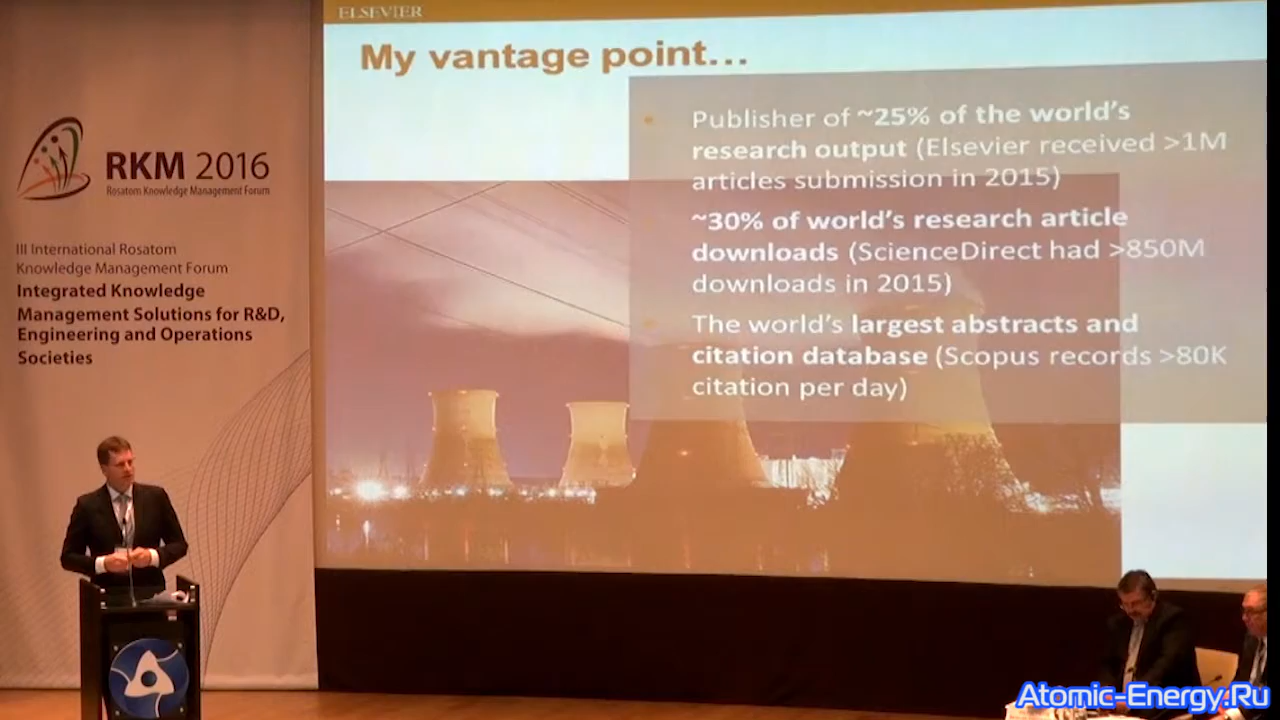 ELSEVIER
My vantage point...
Publisher of ~25% of the world's
research output (Elsevier received >1M
articles submission in 2015)
~30% of world's research article
downloads (ScienceDirect had >850M
downloads in 2015)
The world's largest abstracts and
citation database (Scopus records >80K
citation per day)
RKM 2016
Rosatom Knowledge Management Forum
III International Rosatom
Knowledge Management Forum
Integrated Knowledge
Management Solutions for R&D,
Engineering and Operations
Societies
Atomic-Energy.Ru